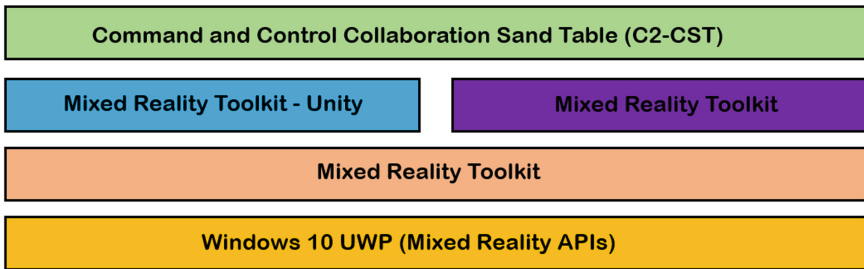 Command and Control Collaboration Sand Table (C2-CST)
Mixed Reality Toolkit - Unity
Mixed Reality Toolkit
Mixed Reality Toolkit
Windows 10 UWP (Mixed Reality APIs)